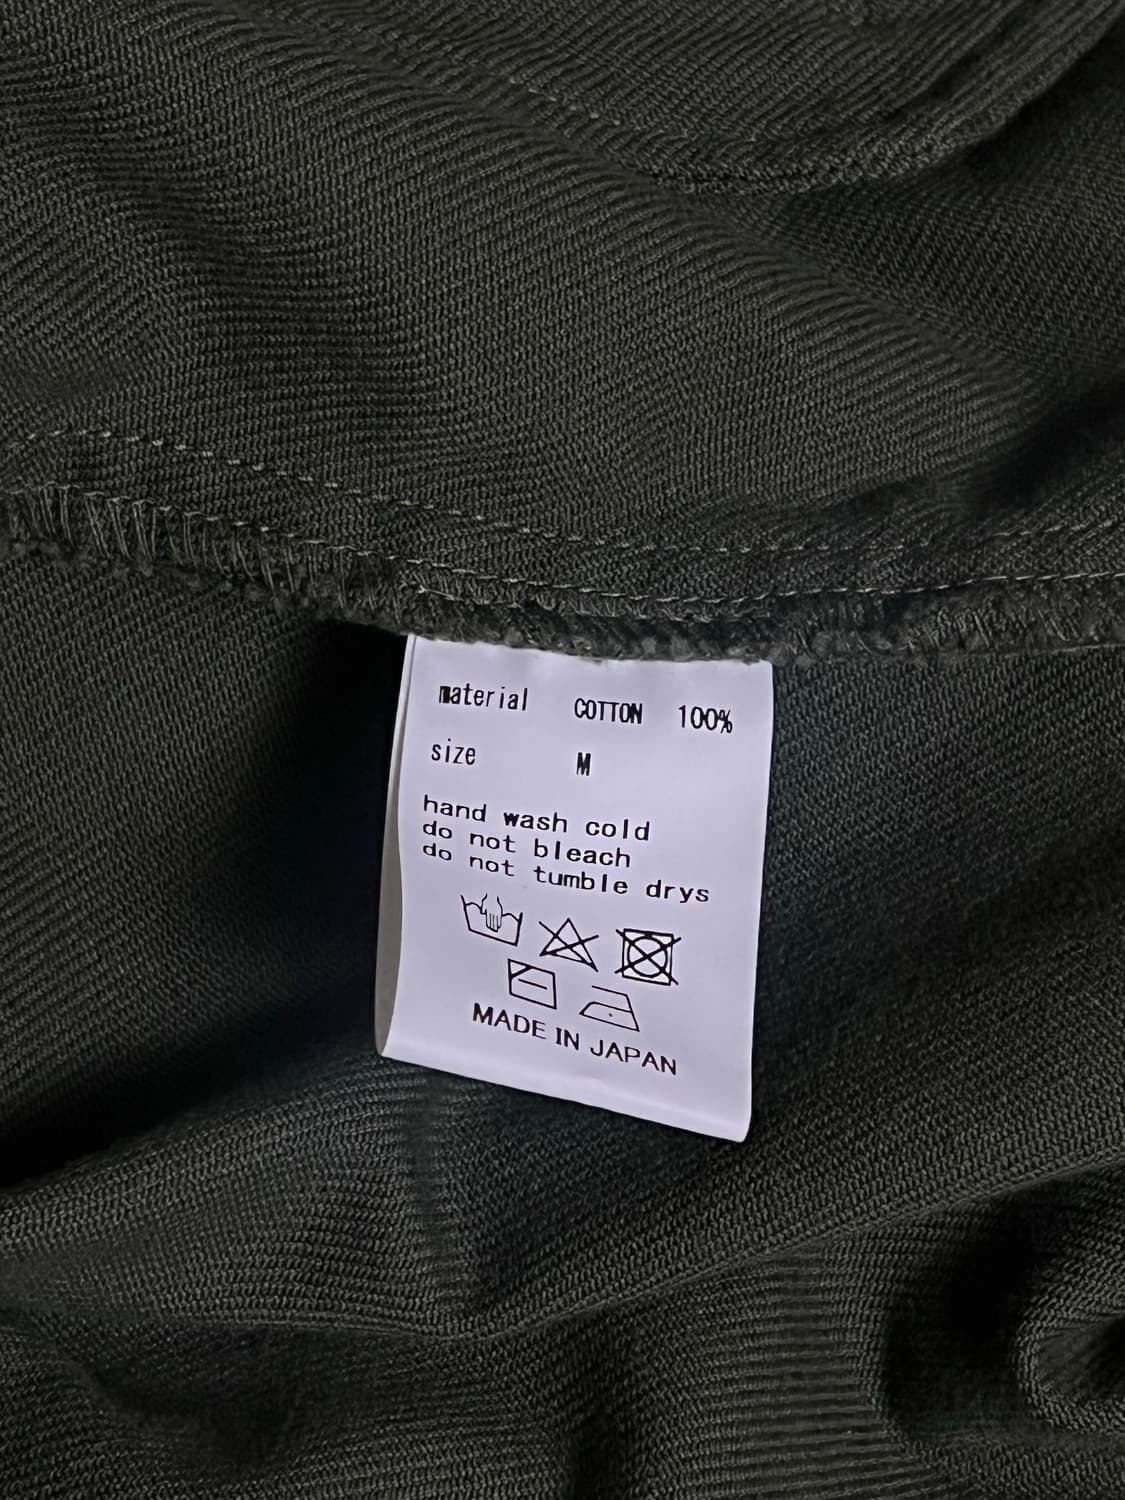 material COTTON 100%
size M
hand wash cold
do not bleach
do not tumble drys
MADE IN JAPAN